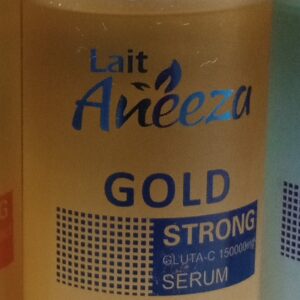 Lait
Aneeza
GOLD
STRONG
GLUTA-C 150000mg
SERUM